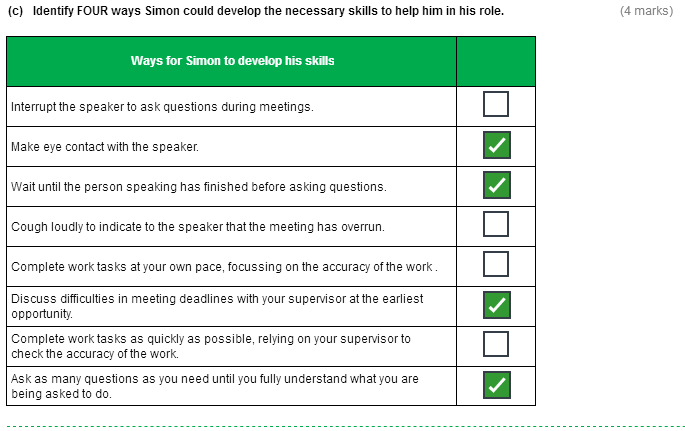 (c) Identify FOUR ways Simon could develop the necessary skills to help him in his role. (4 marks)
Ways for Simon to develop his skills
Interrupt the speaker to ask questions during meetings.
Make eye contact with the speaker.
Wait until the person speaking has finished before asking questions.
Cough loudly to indicate to the speaker that the meeting has overrun.
Complete work tasks at your own pace, focussing on the accuracy of the work .
Discuss difficulties in meeting deadlines with your supervisor at the earliest
opportunity.
Complete work tasks as quickly as possible, relying on your supervisor to
check the accuracy of the work.
Ask as many questions as you need until you fully understand what you are
being asked to do.